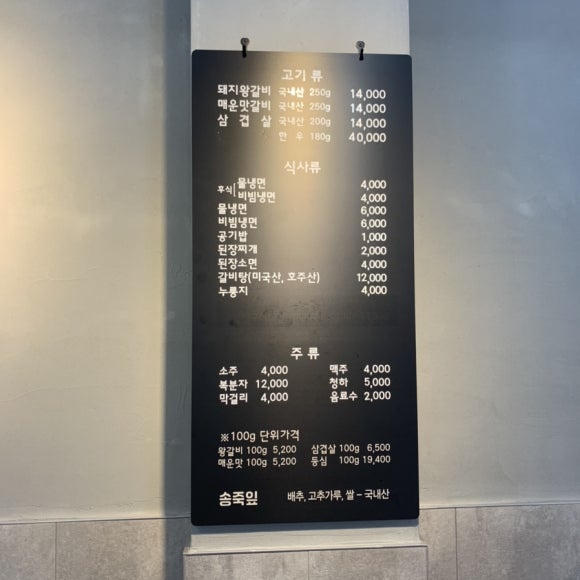 고기 류
돼지왕갈비 국내산 250g 14,000
매운맛갈비 국내산 250g 14,000
삼 겹 살 국내산 200g 14,000
한 우 180g 40,000
식사류
후식 물냉면 4,000
비빔냉면 4,000
물냉면 6,000
비빔냉면 6,000
공기밥 1,000
된장찌개 2,000
된장소면 4,000
갈비탕(미국산, 호주산) 12,000
누룽지 4,000
주 류
소주 4,000 맥주 4,000
복분자 12,000 청하 5,000
막걸리 4,000 음료수 2,000
※100g 단위가격
왕갈비 100g 5,200 삼겹살 100g 6,500
매운맛 100g 5,200 등심 100g 19,400
송죽잎 배추, 고추가루, 쌀 - 국내산